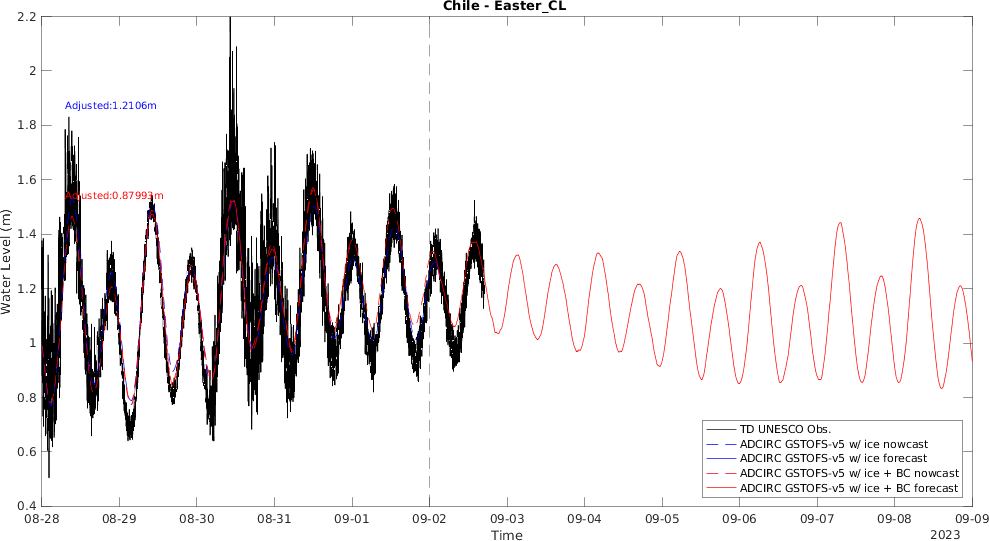 Chile - Easter_CL
2.2
2
1.8
1.6
1.4
1.2
1
0.8
0.6
0.4
Water Level (m)
Adjusted:1.2106m
Adjusted:0.87993m
TD UNESCO Obs.
ADCIRC GSTOFS-v5 w/ ice nowcast
ADCIRC GSTOFS-v5 w/ ice forecast
ADCIRC GSTOFS-v5 w/ ice + BC nowcast
ADCIRC GSTOFS-v5 w/ ice + BC forecast
08-28 08-29 08-30 08-31 09-01 09-02 09-03 09-04 09-05 09-06 09-07 09-08 09-09
Time
2023